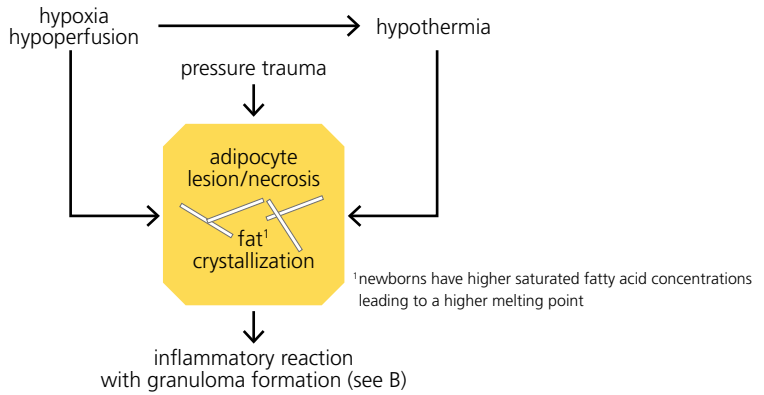 hypoxia
hypoperfusion
hypothermia
pressure trauma
adipocyte
lesion/necrosis
fat¹
crystallization
¹newborns have higher saturated fatty acid concentrations
leading to a higher melting point
inflammatory reaction
with granuloma formation (see B)